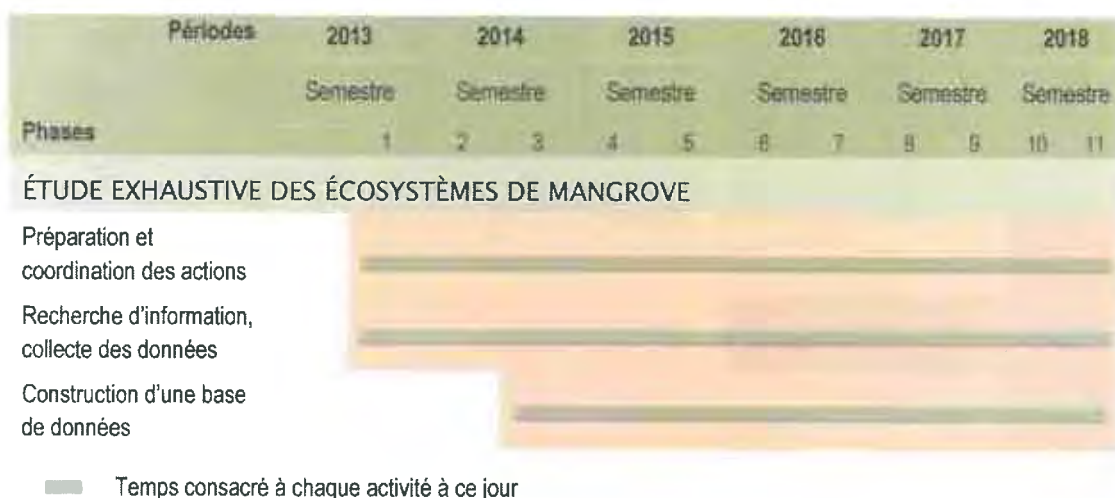 Périodes 2013 2014 2015 2016 2017 2018
Semestre Semestre Semestre Semestre Semestre Semestre
Phases 1 2 3 4 5 6 7 8 9 10 11
ÉTUDE EXHAUSTIVE DES ÉCOSYSTÈMES DE MANGROVE
Préparation et
coordination des actions
Recherche d'information,
collecte des données
Construction d'une base
de données
Temps consacré à chaque activité à ce jour